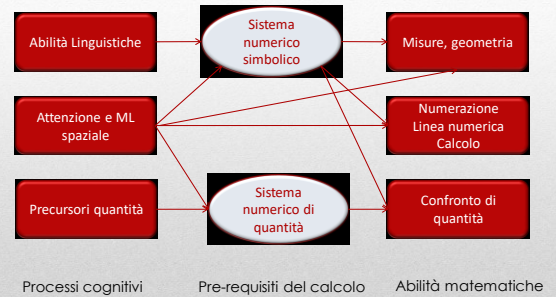 Abilità Linguistiche
Sistema
numerico
simbolico
Misure, geometria
Attenzione e ML
spaziale
Numerazione
Linea numerica
Calcolo
Precursori quantità
Sistema
numerico di
quantità
Confronto di
quantità
Processi cognitivi
Pre-requisiti del calcolo
Abilità matematiche